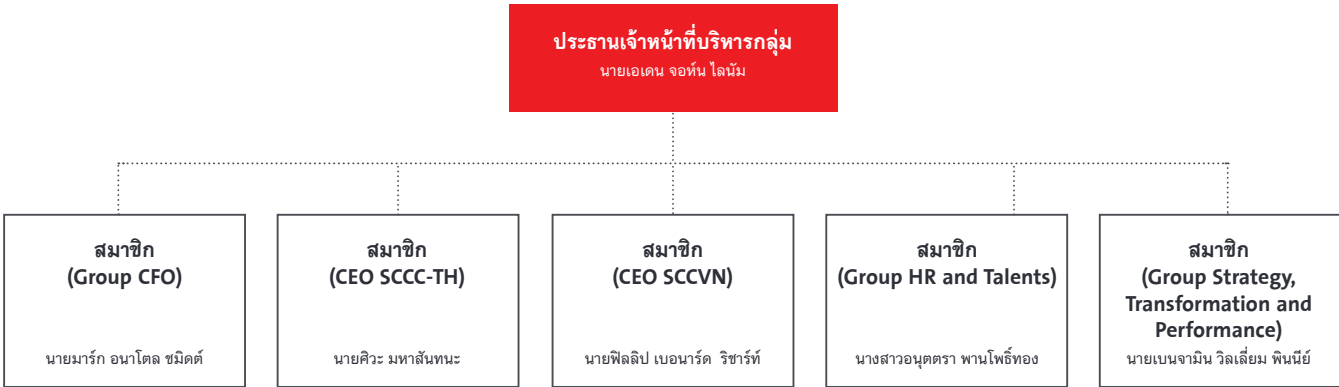 ประธานเจ้าหน้าที่บริหารกลุ่ม
นายเอเดน จอห์น ไลนัม
สมาชิก
(Group CFO)
นายมาร์ก อนาโตล ชมิดต์
สมาชิก
(CEO SCCC-TH)
นายศิวะ มหาสันทนะ
สมาชิก
(CEO SCCVN)
นายฟิลลิป เบอนาร์ด ริชาร์ท์
สมาชิก
(Group HR and Talents)
นางสาวอนุตตรา พานโพธิ์ทอง
สมาชิก
(Group Strategy,
Transformation and
Performance)
นายเบนจามิน วิลเลี่ยม พินนีย์